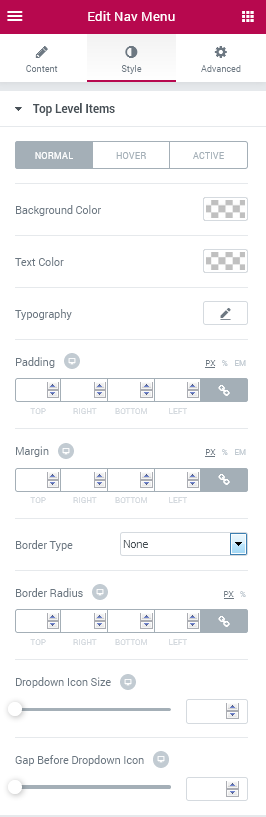 Edit Nav Menu
Content Style Advanced
Top Level Items
NORMAL HOVER ACTIVE
Background Color
Text Color
Typography
Padding PX % EM
TOP RIGHT BOTTOM LEFT
Margin PX % EM
TOP RIGHT BOTTOM LEFT
Border Type None
Border Radius PX %
TOP RIGHT BOTTOM LEFT
Dropdown Icon Size
Gap Before Dropdown Icon